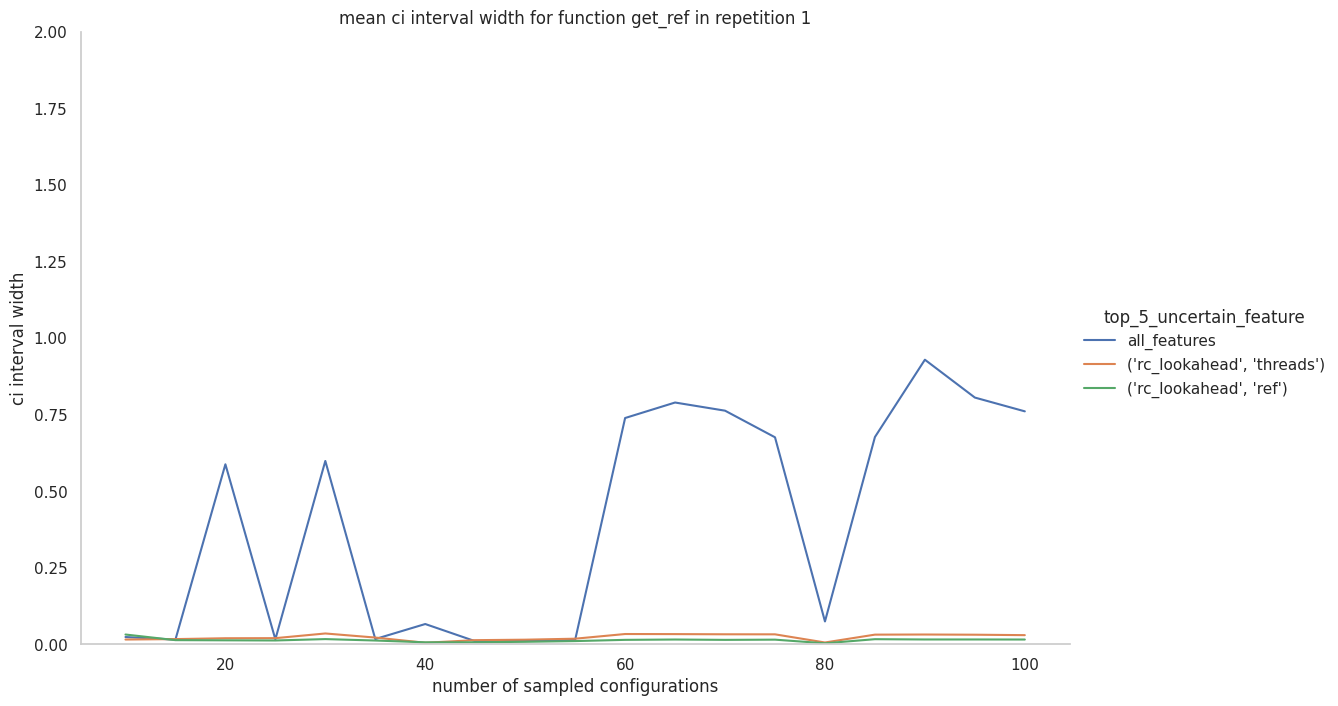 mean ci interval width for function get_ref in repetition 1
2.00
1.75
1.50
1.25
1.00
0.75
0.50
0.25
0.00
ci interval width
20
40
60
80
100
number of sampled configurations
top_5_uncertain_feature
all_features
('rc_lookahead', 'threads')
('rc_lookahead', 'ref')